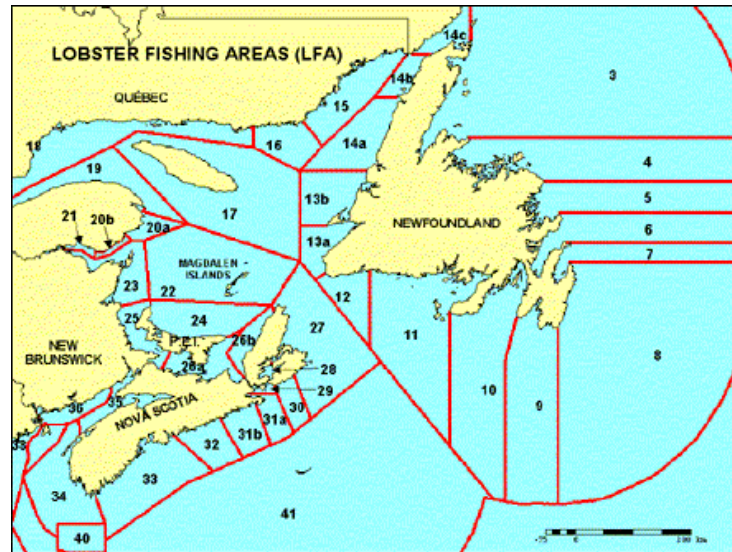 14c
LOBSTER FISHING AREAS (LFA)
3
14b
QUÉBEC
15
18
16
14a
4
19
17
13b
5
21
20b
20a
NEWFOUNDLAND
6
13a
7
MAGDALEN
ISLANDS
23
22
12
25
24
27
11
NEW
BRUNSWICK
P.E.I.
26b
26a
28
8
29
35
36
NOVA SCOTIA
10
9
30
31a
31b
32
38
33
34
41
40
0